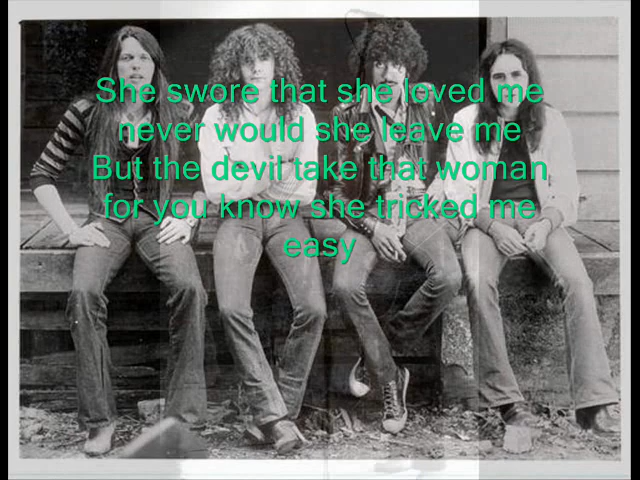 She swore that she loved me
never would she leave me
But the devil take that woman
for you know she tricked me
easy